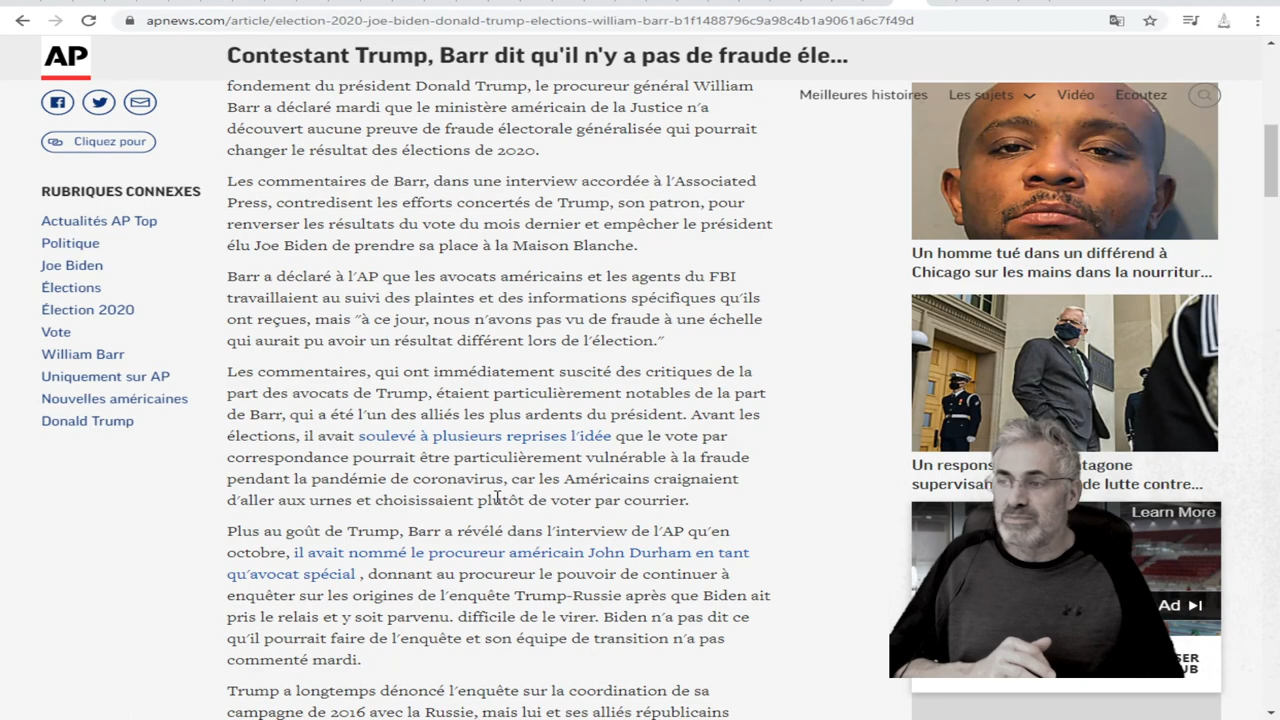 apnews.com/article/election-2020-joe-biden-donald-trump-elections-william-barr-b1f1488796c9a98c4b1a9061a6c7f49d
AP
Contestant Trump, Barr dit qu'il n'y a pas de fraude éle...
Meilleures histoires
Les sujets
Vidéo
Ecoutez
Cliquez pour
RUBRIQUES CONNEXES
Actualités AP Top
Politique
Joe Biden
Élections
Élection 2020
Vote
William Barr
Uniquement sur AP
Nouvelles américaines
Donald Trump
fondement du président Donald Trump, le procureur général William
Barr a déclaré mardi que le ministère américain de la Justice n'a
découvert aucune preuve de fraude électorale généralisée qui pourrait
changer le résultat des élections de 2020.
Les commentaires de Barr, dans une interview accordée à l'Associated
Press, contredisent les efforts concertés de Trump, son patron, pour
renverser les résultats du vote du mois dernier et empêcher le président
élu Joe Biden de prendre sa place à la Maison Blanche.
Barr a déclaré à l'AP que les avocats américains et les agents du FBI
travaillaient au suivi des plaintes et des informations spécifiques qu'ils
ont reçues, mais "à ce jour, nous n'avons pas vu de fraude à une échelle
qui aurait pu avoir un résultat différent lors de l'élection."
Les commentaires, qui ont immédiatement suscité des critiques de la
part des avocats de Trump, étaient particulièrement notables de la part
de Barr, qui a été l'un des alliés les plus ardents du président. Avant les
élections, il avait soulevé à plusieurs reprises l'idée que le vote par
correspondance pourrait être particulièrement vulnérable à la fraude
pendant la pandémie de coronavirus, car les Américains craignaient
d'aller aux urnes et choisissaient plutôt de voter par courrier.
Plus au goût de Trump, Barr a révélé dans l'interview de l'AP qu'en
octobre, il avait nommé le procureur américain John Durham en tant
qu'avocat spécial , donnant au procureur le pouvoir de continuer à
enquêter sur les origines de l'enquête Trump-Russie après que Biden ait
pris le relais et y soit parvenu. difficile de le virer. Biden n'a pas dit ce
qu'il pourrait faire de l'enquête et son équipe de transition n'a pas
commenté mardi.
Trump a longtemps dénoncé l'enquête sur la coordination de sa
campagne de 2016 avec la Russie, mais lui et ses alliés républicains
Un homme tué dans un différend à
Chicago sur les mains dans la nourritur...
Un respons tagone
supervisan de lutte contre...
Learn More
Ad
SER
UB